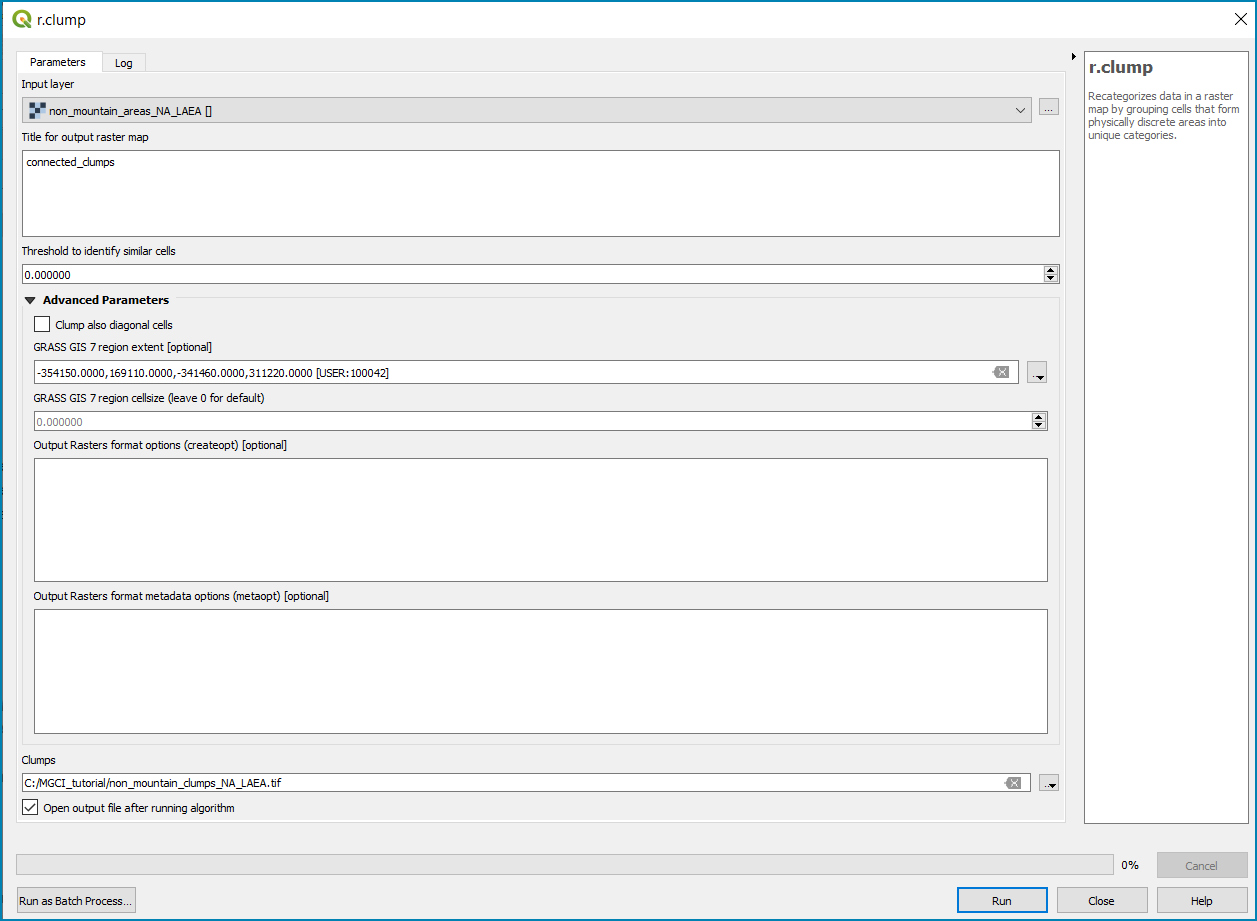 r.clump
Parameters
Log
Input layer
non_mountain_areas_NA_LAEA []
...
Title for output raster map
connected_clumps
Threshold to identify similar cells
0.000000
Advanced Parameters
Clump also diagonal cells
GRASS GIS 7 region extent [optional]
-354150.0000,169110.0000,-341460.0000,311220.0000 [USER:100042]
GRASS GIS 7 region cellsize (leave 0 for default)
0.000000
Output Rasters format options (createopt) [optional]
Output Rasters format metadata options (metaopt) [optional]
Clumps
C:/MGCI_tutorial/non_mountain_clumps_NA_LAEA.tif
Open output file after running algorithm
r.clump
Recategorizes data in a raster
map by grouping cells that form
physically discrete areas into
unique categories.
0%
Cancel
Run as Batch Process...
Run
Close
Help